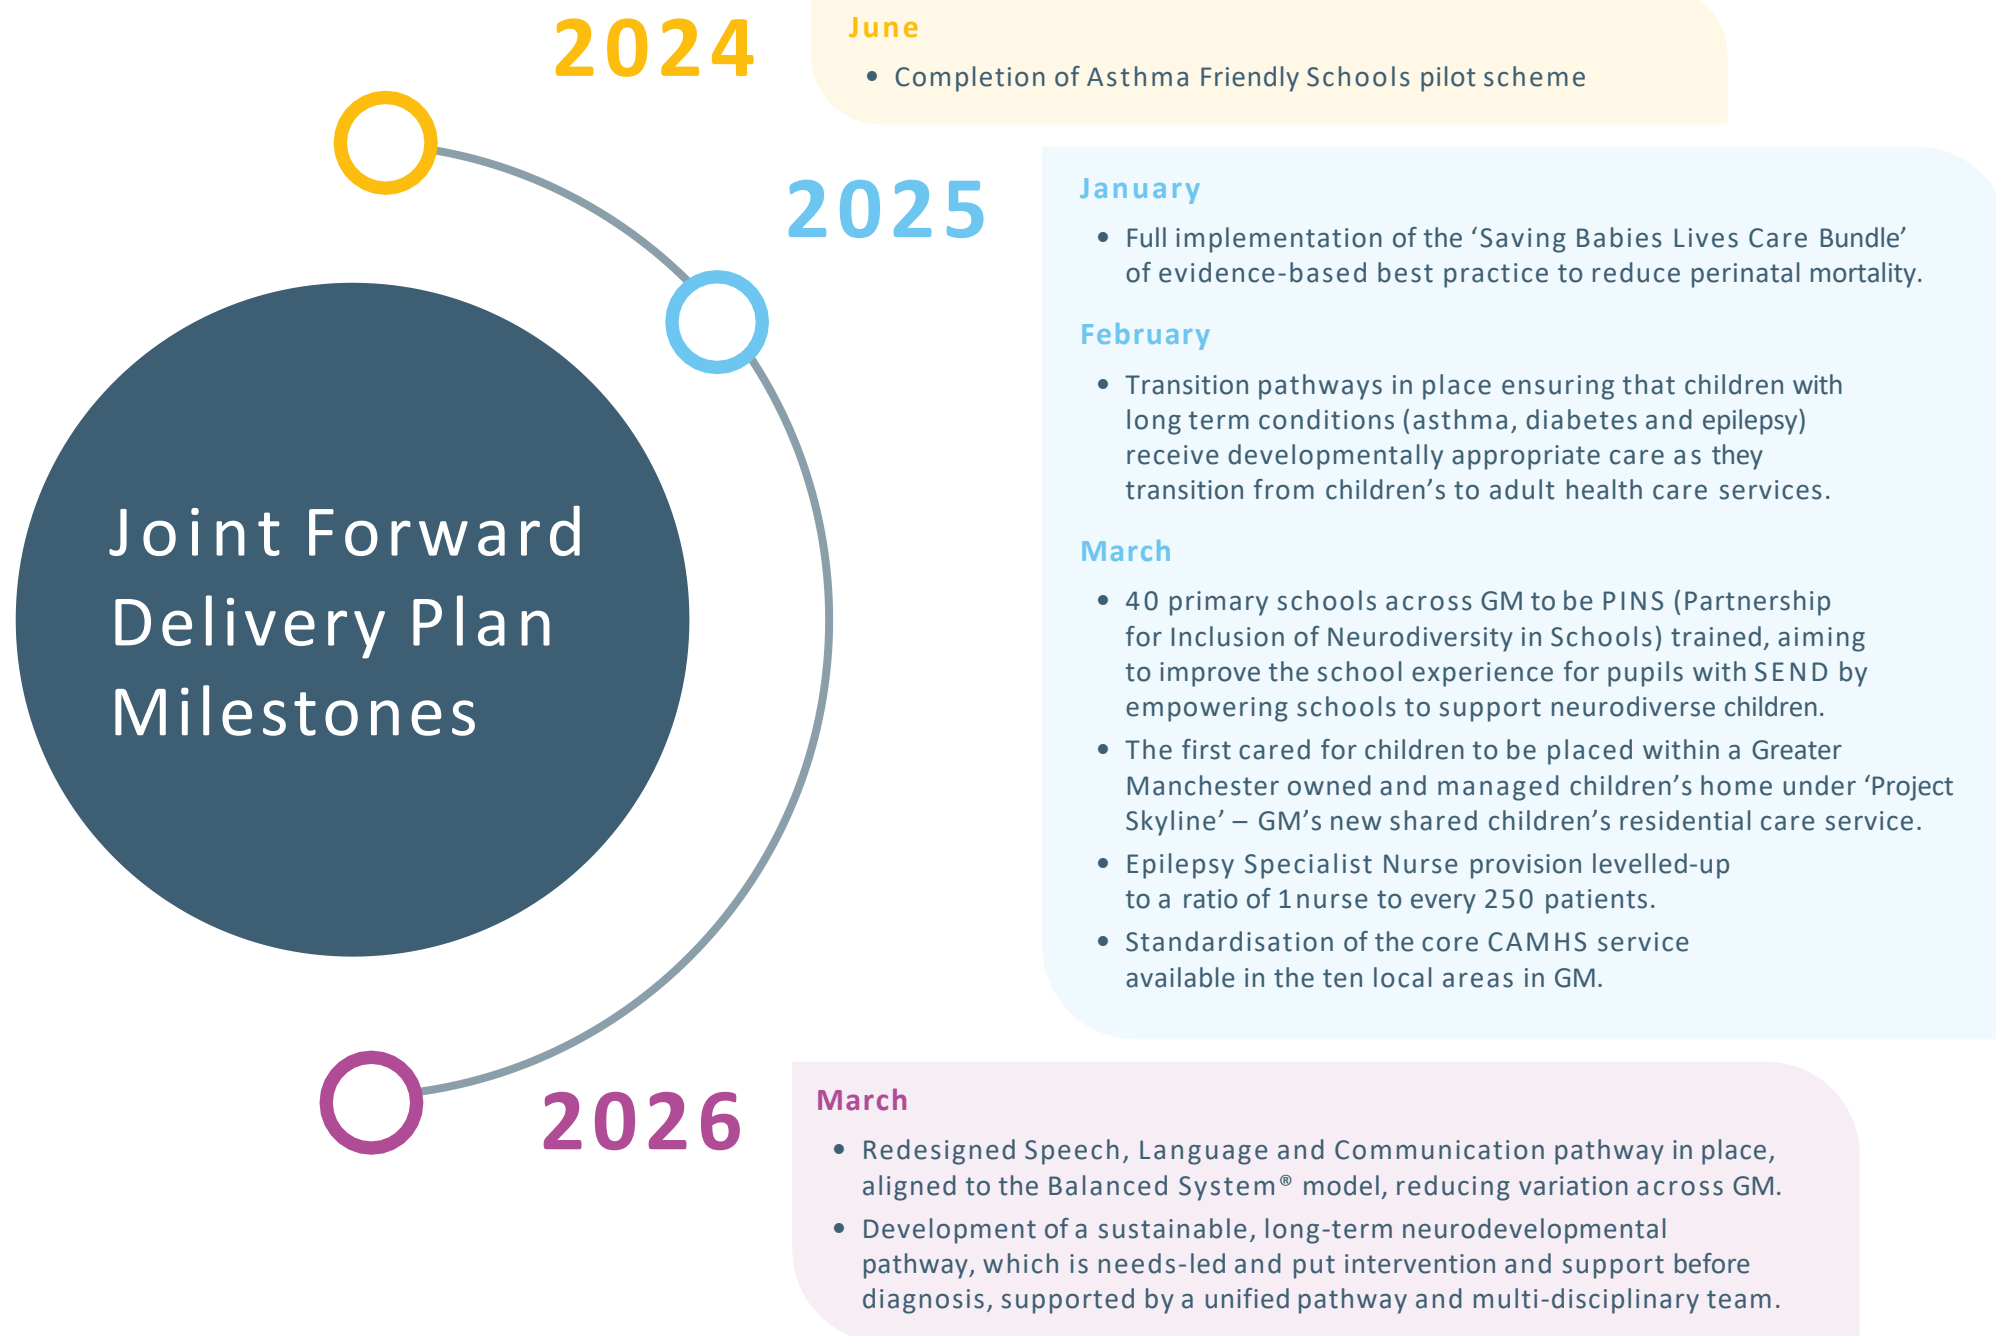 2024
June
• Completion of Asthma Friendly Schools pilot scheme
2025
January
• Full implementation of the ‘Saving Babies Lives Care Bundle’
of evidence-based best practice to reduce perinatal mortality.
February
• Transition pathways in place ensuring that children with
long term conditions (asthma, diabetes and epilepsy)
receive developmentally appropriate care as they
transition from children’s to adult health care services.
March
• 40 primary schools across GM to be PINS (Partnership
for Inclusion of Neurodiversity in Schools) trained, aiming
to improve the school experience for pupils with SEND by
empowering schools to support neurodiverse children.
• The first cared for children to be placed within a Greater
Manchester owned and managed children’s home under ‘Project
Skyline’ – GM’s new shared children’s residential care service.
• Epilepsy Specialist Nurse provision levelled-up
to a ratio of 1 nurse to every 250 patients.
• Standardisation of the core CAMHS service
available in the ten local areas in GM.
Joint Forward
Delivery Plan
Milestones
2026
March
• Redesigned Speech, Language and Communication pathway in place,
aligned to the Balanced System® model, reducing variation across GM.
• Development of a sustainable, long-term neurodevelopmental
pathway, which is needs-led and put intervention and support before
diagnosis, supported by a unified pathway and multi-disciplinary team.